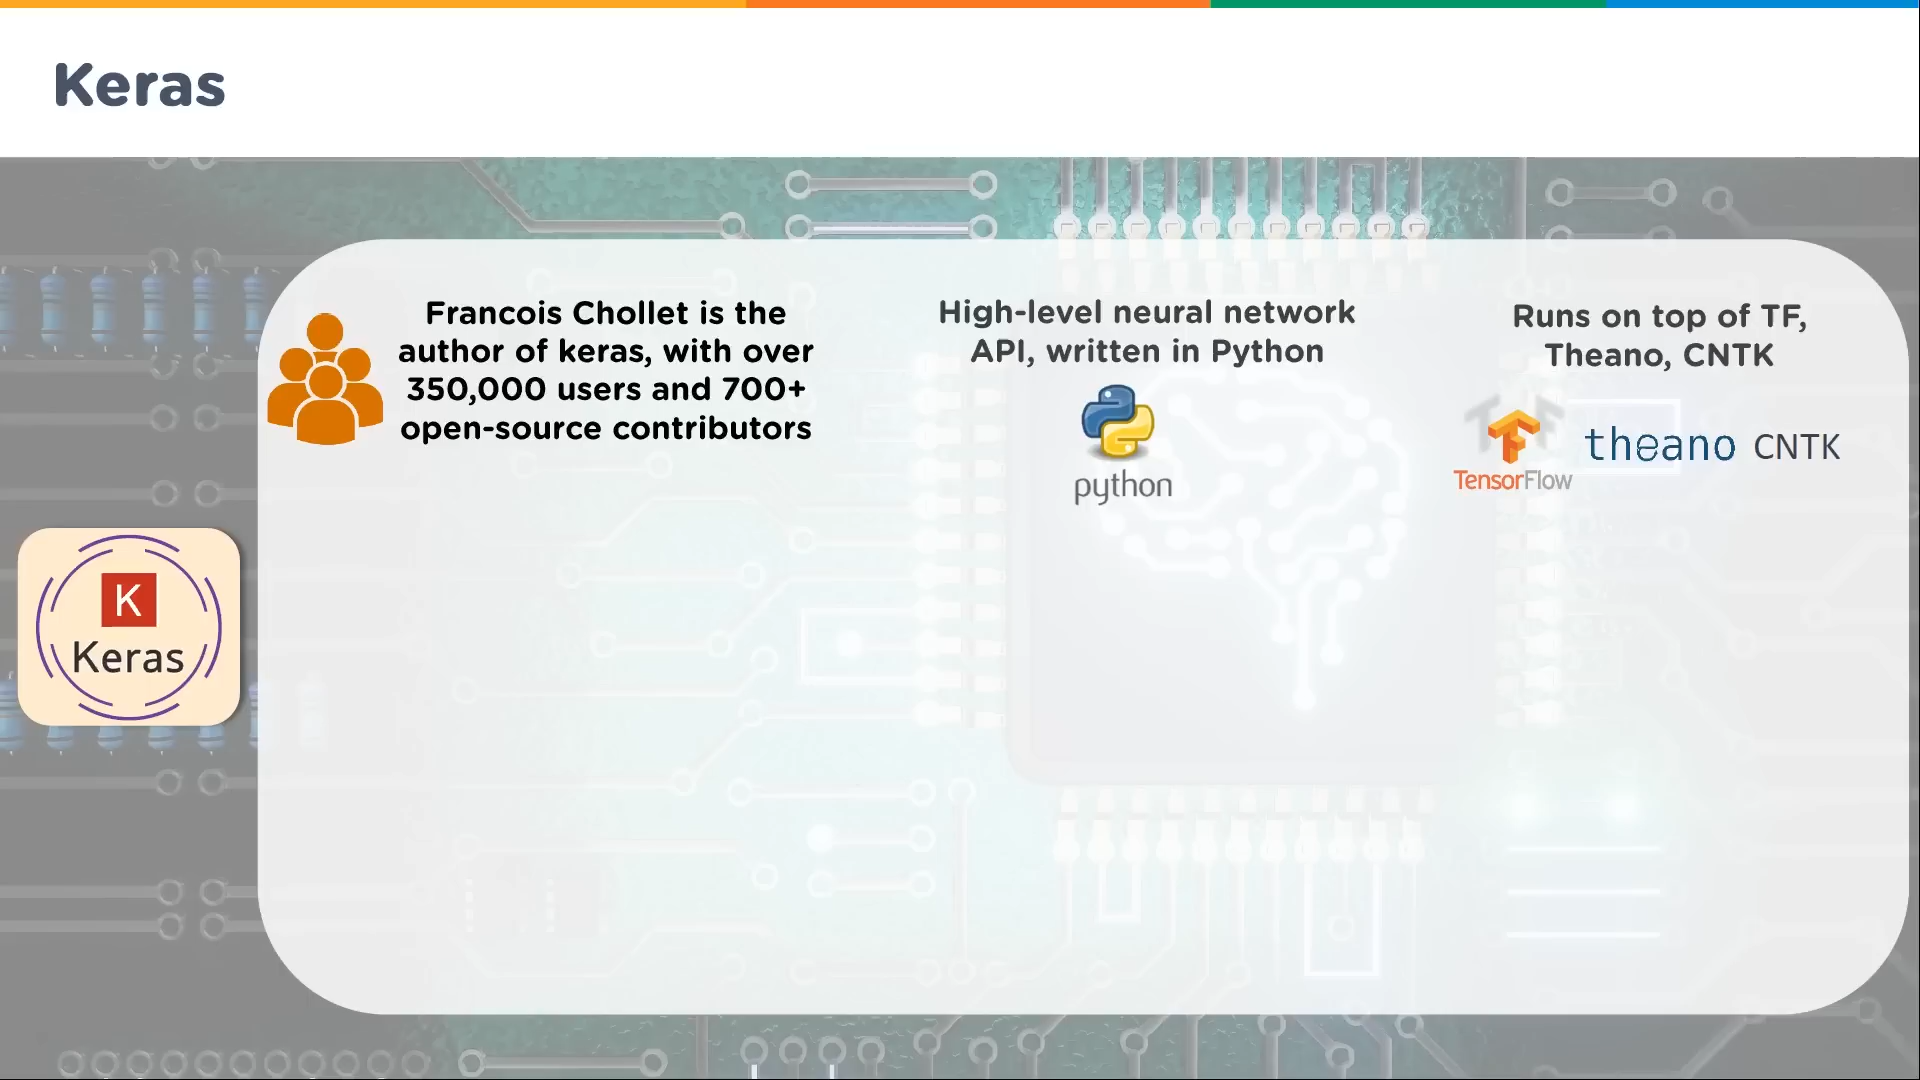 Keras
Francois Chollet is the
author of keras, with over
350,000 users and 700+
open-source contributors
High-level neural network
API, written in Python
python
Runs on top of TF,
Theano, CNTK
TensorFlow
theano
CNTK
K
Keras